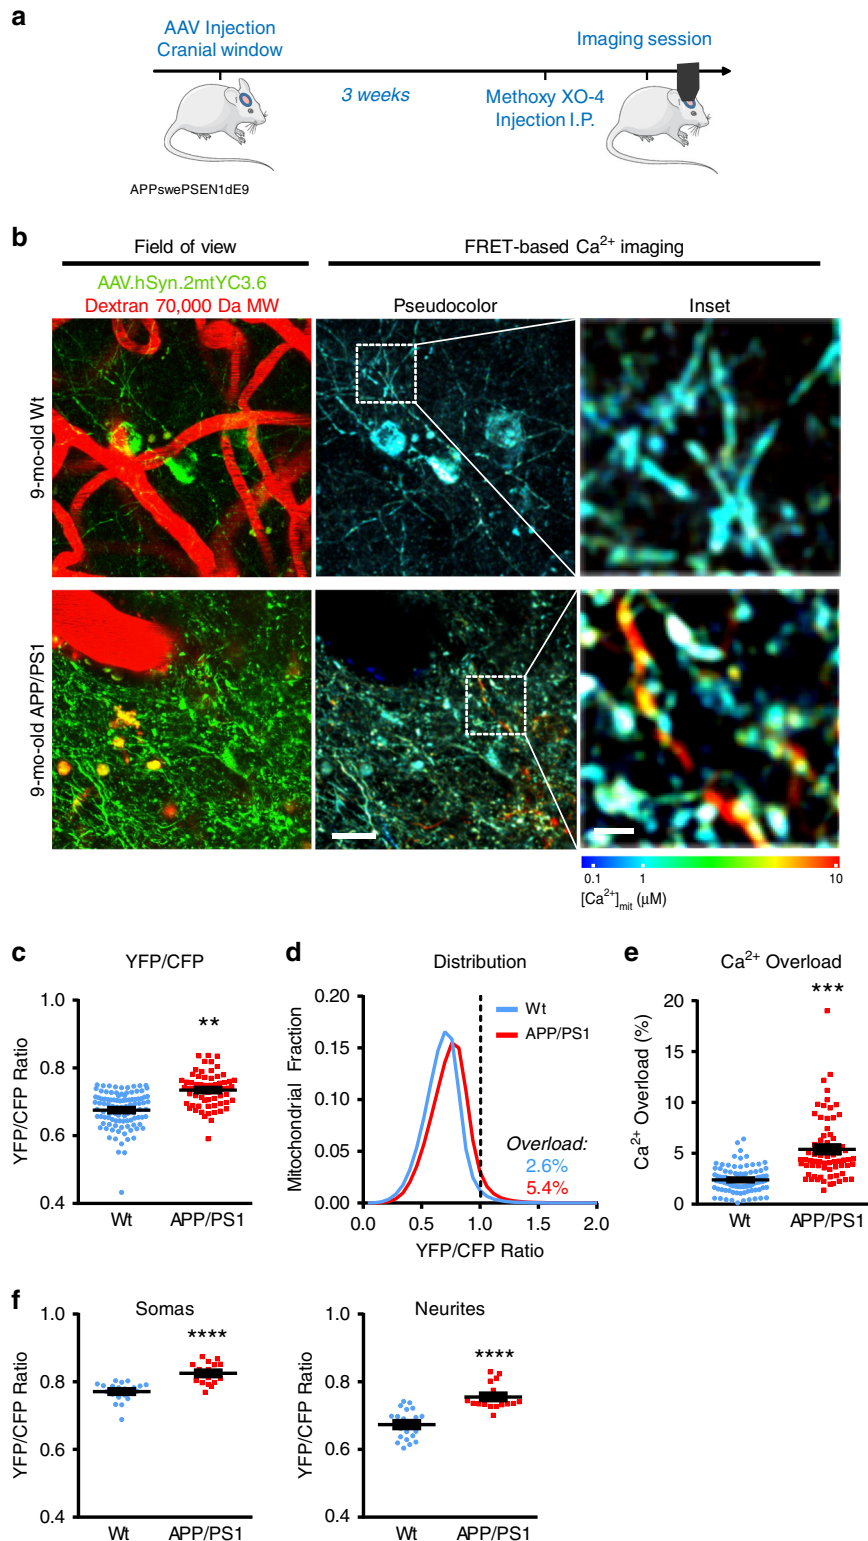 a
AAV Injection
Cranial window
Imaging session
3 weeks
Methoxy XO-4
Injection I.P.
APPswePSEN1dE9
b
Field of view
FRET-based Ca²⁺ imaging
AAV.hSyn.2mtYC3.6
Dextran 70,000 Da MW
Pseudocolor
Inset
9-mo-old Wt
9-mo-old APP/PS1
0.1 1 10
[Ca²⁺]mit (μM)
c
YFP/CFP
YFP/CFP Ratio
1.0
0.8
0.6
0.4
**
Wt APP/PS1
d
Distribution
Mitochondrial Fraction
0.20
0.15
0.10
0.05
0.00
Wt
APP/PS1
Overload:
2.6%
5.4%
0.0 0.5 1.0 1.5 2.0
YFP/CFP Ratio
e
Ca²⁺ Overload
Ca²⁺ Overload (%)
20
15
10
5
0
***
Wt APP/PS1
f
Somas
YFP/CFP Ratio
1.0
0.8
0.6
0.4
****
Wt APP/PS1
Neurites
YFP/CFP Ratio
1.0
0.8
0.6
0.4
****
Wt APP/PS1